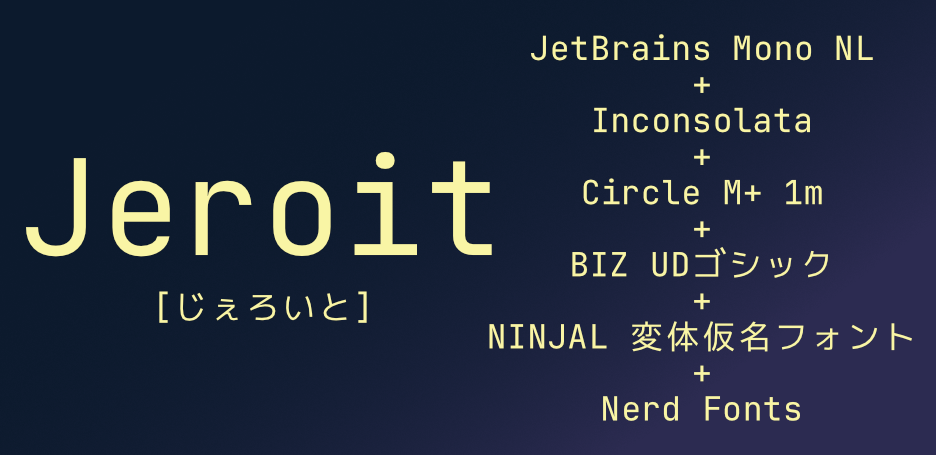 Jeroit
[じぇろいと]
JetBrains Mono NL
+
Inconsolata
+
Circle M+ 1m
+
BIZ UDゴシック
+
NINJAL 変体仮名フォント
+
Nerd Fonts